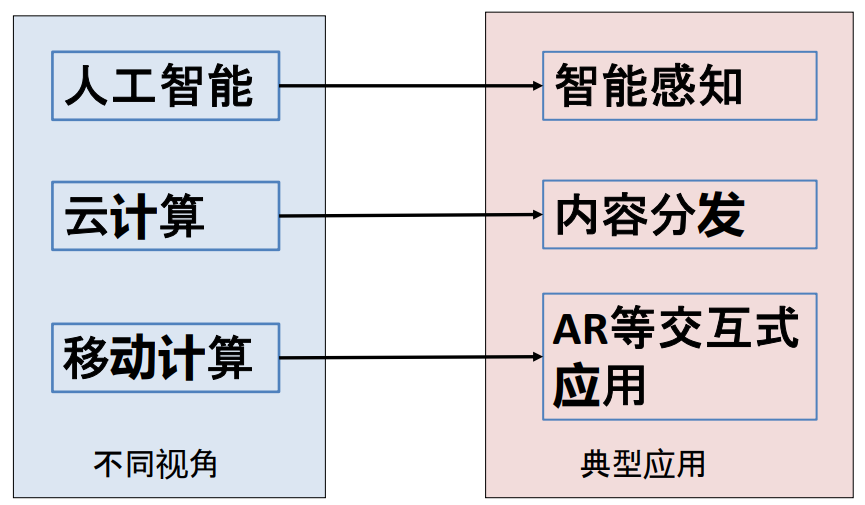 人工智能
智能感知
云计算
内容分发
移动计算
AR等交互式
应用
不同视角
典型应用